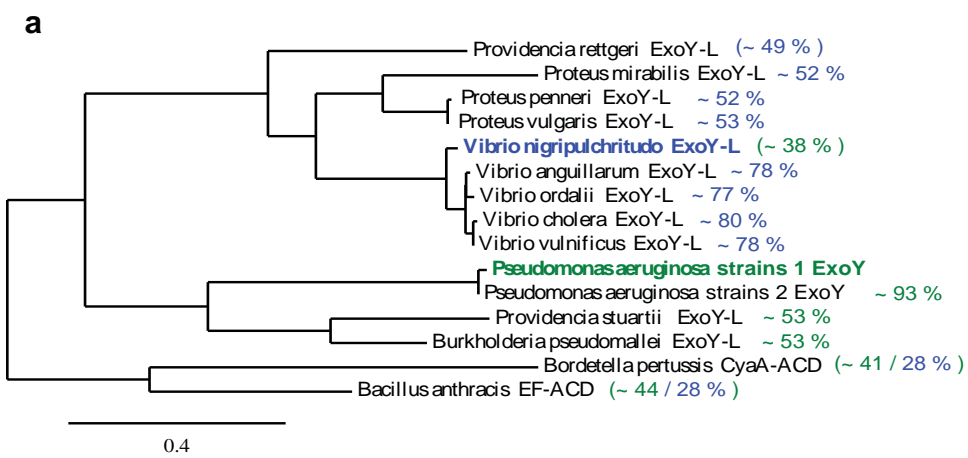 a
Providencia rettgeri ExoY-L (~ 49 % )
Proteus mirabilis ExoY-L ~ 52 %
Proteus penneri ExoY-L ~ 52 %
Proteus vulgaris ExoY-L ~ 53 %
Vibrio nigripulchritudo ExoY-L (~ 38 % )
Vibrio anguillarum ExoY-L ~ 78 %
Vibrio ordalii ExoY-L ~ 77 %
Vibrio cholera ExoY-L ~ 80 %
Vibrio vulnificus ExoY-L ~ 78 %
Pseudomonas aeruginosa strains 1 ExoY
Pseudomonas aeruginosa strains 2 ExoY ~ 93 %
Providencia stuartii ExoY-L ~ 53 %
Burkholderia pseudomallei ExoY-L ~ 53 %
Bordetella pertussis CyaA-ACD (~ 41 / 28 % )
Bacillus anthracis EF-ACD (~ 44 / 28 % )
0.4